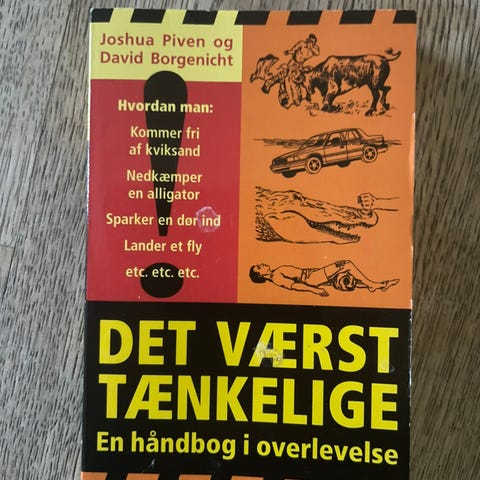 Joshua Piven og
David Borgenicht
Hvordan man:
Kommer fri
af kviksand
Nedkæmper
en alligator
Sparker en dør ind
Lander et fly
etc. etc. etc.
DET VÆRST
TÆNKELIGE
En håndbog i overlevelse